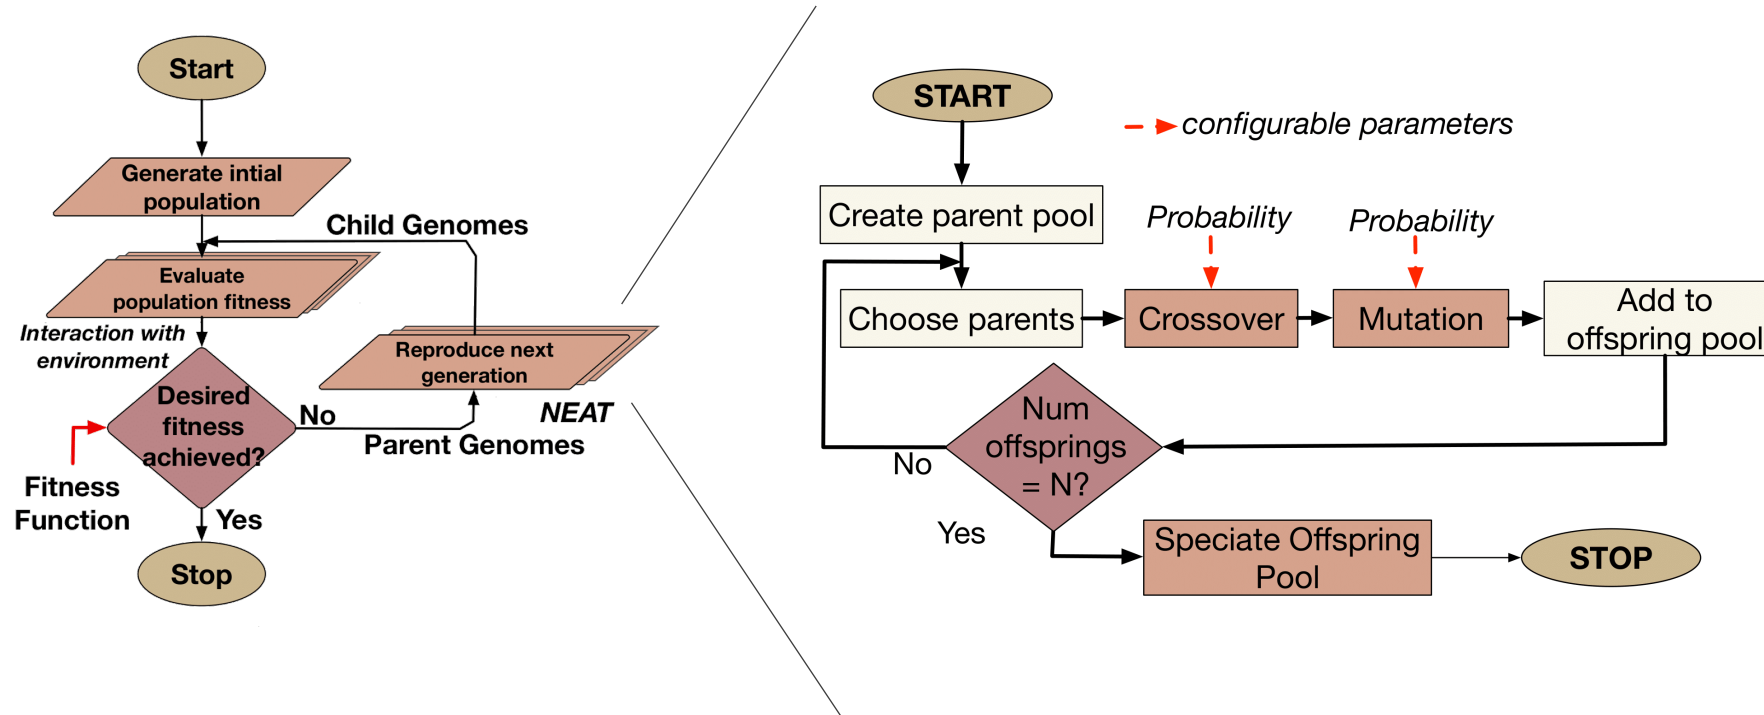 Start
Generate intial
population
Child Genomes
Evaluate
population fitness
Interaction with
environment
Reproduce next
generation
NEAT
Desired
fitness
achieved?
No
Parent Genomes
Fitness
Function
Yes
Stop
START
configurable parameters
Create parent pool
Probability
Probability
Choose parents
Crossover
Mutation
Add to
offspring pool
Num
offsprings
= N?
No
Yes
Speciate Offspring
Pool
STOP